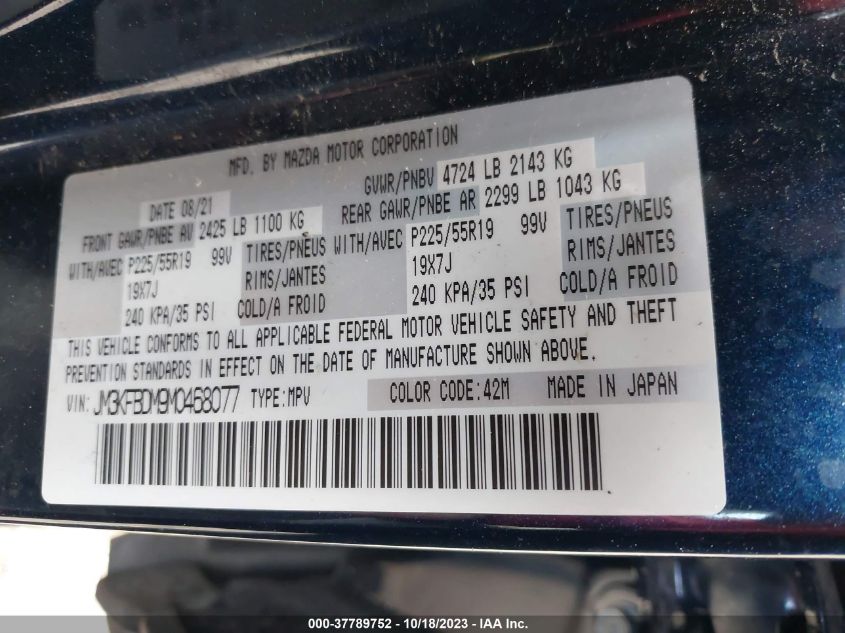 MFD. BY MAZDA MOTOR CORPORATION
DATE 08/21
GVWR/PNBV 4724 LB 2143 KG
FRONT GAWR/PNBE AV 2425 LB 1100 KG
REAR GAWR/PNBE AR 2299 LB 1043 KG
WITH/AVEC P225/55R19 99V TIRES/PNEUS
19X7J RIMS/JANTES
240 KPA/35 PSI COLD/A FROID
WITH/AVEC P225/55R19 99V TIRES/PNEUS
19X7J RIMS/JANTES
240 KPA/35 PSI COLD/A FROID
THIS VEHICLE CONFORMS TO ALL APPLICABLE FEDERAL MOTOR VEHICLE SAFETY AND THEFT
PREVENTION STANDARDS IN EFFECT ON THE DATE OF MANUFACTURE SHOWN ABOVE.
VIN: JM3KFBDM9M0468077 TYPE:MPV COLOR CODE:42M MADE IN JAPAN
000-37789752 - 10/18/2023 - IAA Inc.